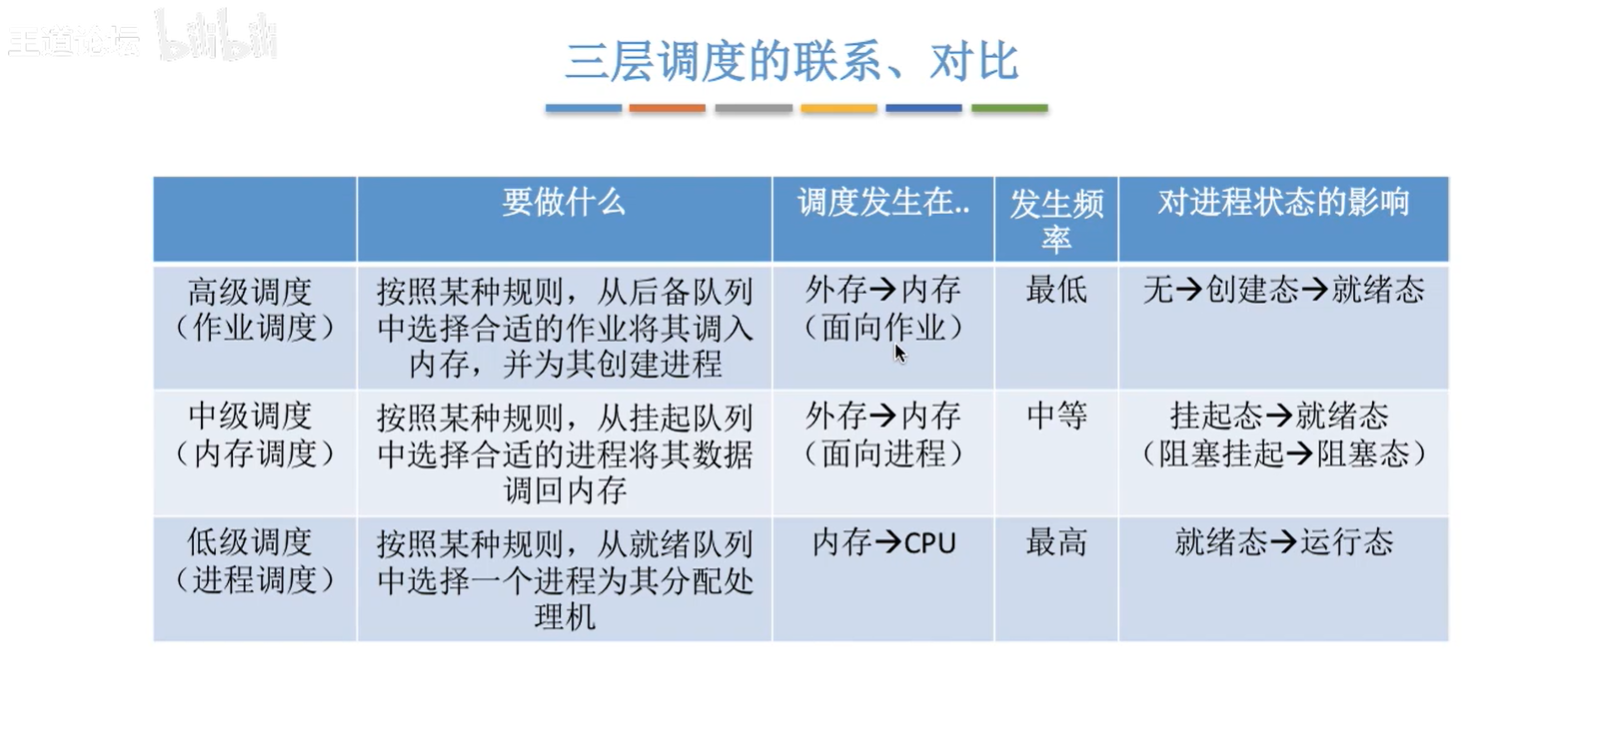 王道论坛 bilibili
三层调度的联系、对比
要做什么
调度发生在..
发生频
率
对进程状态的影响
高级调度
（作业调度）
按照某种规则，从后备队列
中选择合适的作业将其调入
内存，并为其创建进程
外存→内存
（面向作业）
最低
无→创建态→就绪态
中级调度
（内存调度）
按照某种规则，从挂起队列
中选择合适的进程将其数据
调回内存
外存→内存
（面向进程）
中等
挂起态→就绪态
（阻塞挂起→阻塞态）
低级调度
（进程调度）
按照某种规则，从就绪队列
中选择一个进程为其分配处
理机
内存→CPU
最高
就绪态→运行态